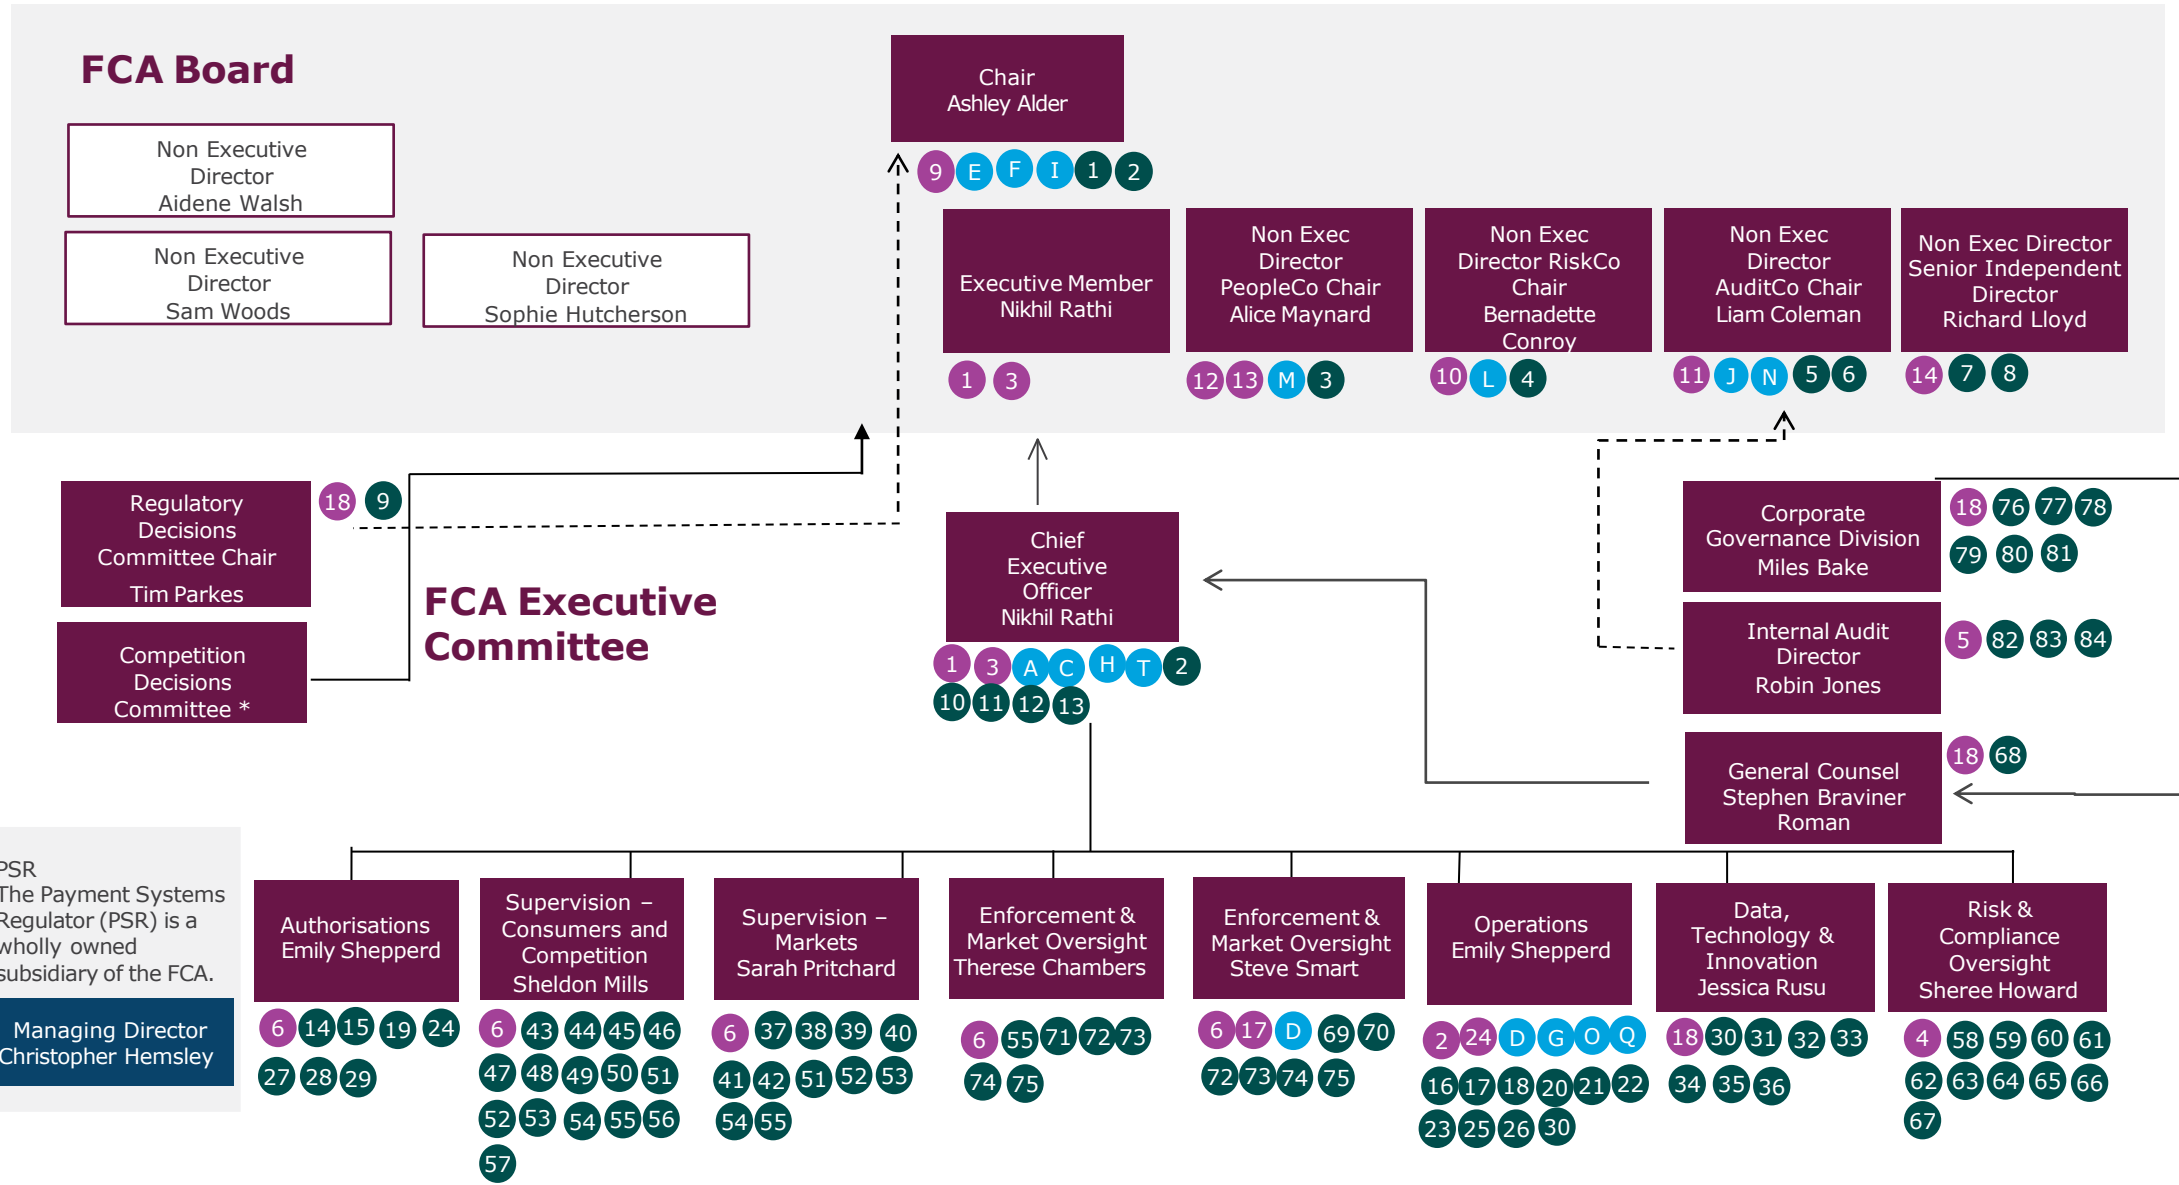 FCA Board
Chair
Ashley Alder
9 E F I 1 2
Non Executive
Director
Aidene Walsh
Non Executive
Director
Sam Woods
Non Executive
Director
Sophie Hutcherson
Executive Member
Nikhil Rathi
1 3
Non Exec
Director
PeopleCo Chair
Alice Maynard
12 13 M 3
Non Exec
Director RiskCo
Chair
Bernadette
Conroy
10 L 4
Non Exec
Director
AuditCo Chair
Liam Coleman
11 J N 5 6
Non Exec Director
Senior Independent
Director
Richard Lloyd
14 7 8
Regulatory
Decisions
Committee Chair
Tim Parkes
18 9
Competition
Decisions
Committee *
FCA Executive
Committee
Chief
Executive
Officer
Nikhil Rathi
1 3 A C H T 2
10 11 12 13
Corporate
Governance Division
Miles Bake
18 76 77 78
79 80 81
Internal Audit
Director
Robin Jones
5 82 83 84
General Counsel
Stephen Braviner
Roman
18 68
PSR
The Payment Systems
Regulator (PSR) is a
wholly owned
subsidiary of the FCA.
Managing Director
Christopher Hemsley
Authorisations
Emily Shepperd
6 14 15 19 24
27 28 29
Supervision –
Consumers and
Competition
Sheldon Mills
6 43 44 45 46
47 48 49 50 51
52 53 54 55 56
57
Supervision –
Markets
Sarah Pritchard
6 37 38 39 40
41 42 51 52 53
54 55
Enforcement &
Market Oversight
Therese Chambers
6 55 71 72 73
74 75
Enforcement &
Market Oversight
Steve Smart
6 17 D 69 70
72 73 74 75
Operations
Emily Shepperd
2 24 D G O Q
16 17 18 20 21 22
23 25 26 30
Data,
Technology &
Innovation
Jessica Rusu
18 30 31 32 33
34 35 36
Risk &
Compliance
Oversight
Sheree Howard
4 58 59 60 61
62 63 64 65 66
67